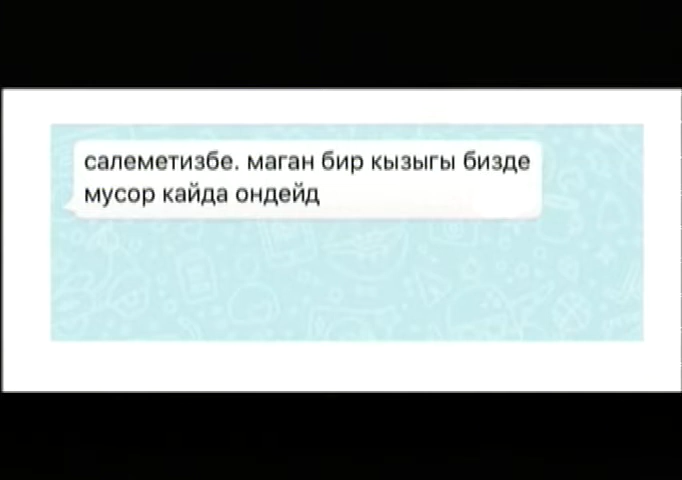 салеметизбе. маган бир кызыгы бизде
мусор кайда ондейд